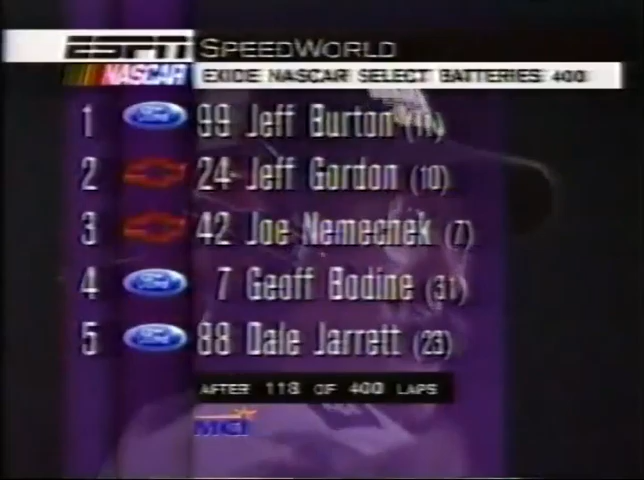 ESPN SPEEDWORLD
NASCAR EXIDE NASCAR SELECT BATTERIES 400
1 Ford 99 Jeff Burton (11)
2 24 Jeff Gordon (10)
3 42 Joe Nemechek (7)
4 Ford 7 Geoff Bodine (31)
5 Ford 88 Dale Jarrett (23)
AFTER 118 OF 400 LAPS
MCI